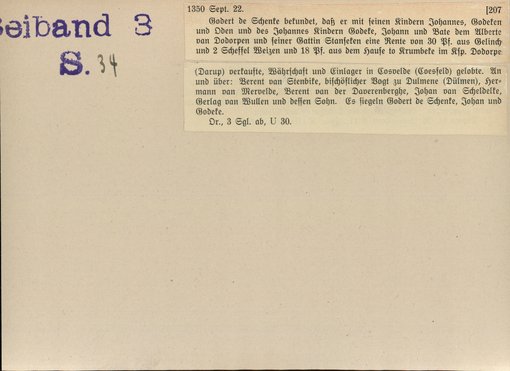 Beiband 3
S. 34
1350 Sept. 22. [207
Godert de Schenke bekundet, daß er mit seinen Kindern Johannes, Godeken
und Oden und des Johannes Kindern Godeke, Johann und Bate dem Alberte
van Dodorpen und seiner Gattin Stanseken eine Rente von 30 Pf. aus Gelinch
und 2 Scheffel Weizen und 18 Pf. aus dem Hause to Krumbeke im Ksp. Dodorpe
(Darup) verkaufte, Währschaft und Einlager in Cosvelde (Coesfeld) gelobte. An
und über: Berent van Stenbike, bischöflicher Vogt zu Dulmene (Dülmen), Her-
mann van Mervelde, Berent van der Daverenberghe, Johan van Scheldelke,
Gerlag van Wullen und dessen Sohn. Es siegeln Godert de Schenke, Johan und
Godeke.
Or., 3 Sgl. ab, U 30.